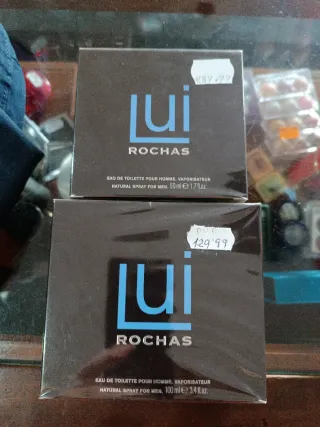 Lui
ROCHAS
EAU DE TOILETTE POUR HOMME, VAPORISATEUR
NATURAL SPRAY FOR MEN, 50 ml e 1.7 fl.oz.
129'99
Lui
ROCHAS
EAU DE TOILETTE POUR HOMME, VAPORISATEUR
NATURAL SPRAY FOR MEN, 100 ml e 3.4 fl.oz.